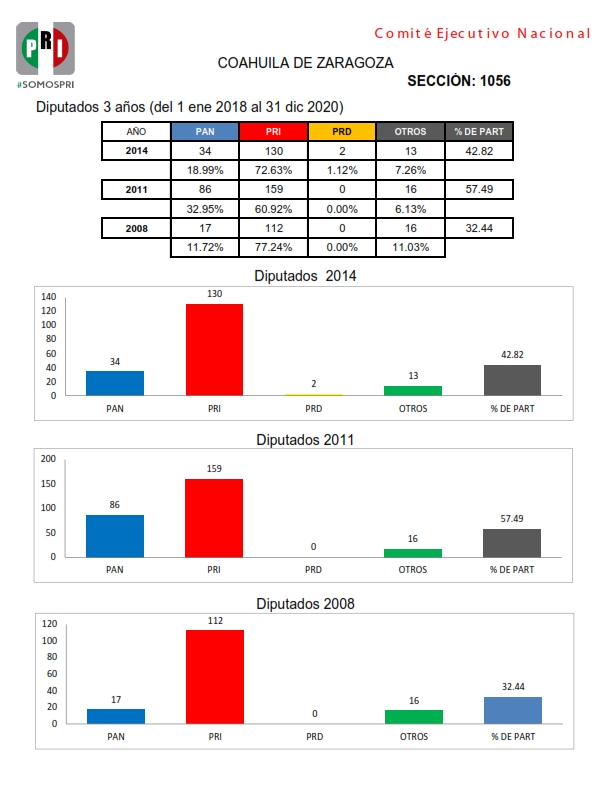 PRI
#SOMOSPRI
Comité Ejecutivo Nacional
COAHUILA DE ZARAGOZA
SECCIÓN: 1056
Diputados 3 años (del 1 ene 2018 al 31 dic 2020)
AÑO PAN PRI PRD OTROS % DE PART
2014 34 130 2 13 42.82
18.99% 72.63% 1.12% 7.26%
2011 86 159 0 16 57.49
32.95% 60.92% 0.00% 6.13%
2008 17 112 0 16 32.44
11.72% 77.24% 0.00% 11.03%
Diputados 2014
140
120
100
80
60
40
20
0
34 130 2 13 42.82
PAN PRI PRD OTROS % DE PART
Diputados 2011
200
150
100
50
0
86 159 0 16 57.49
PAN PRI PRD OTROS % DE PART
Diputados 2008
120
100
80
60
40
20
0
17 112 0 16 32.44
PAN PRI PRD OTROS % DE PART